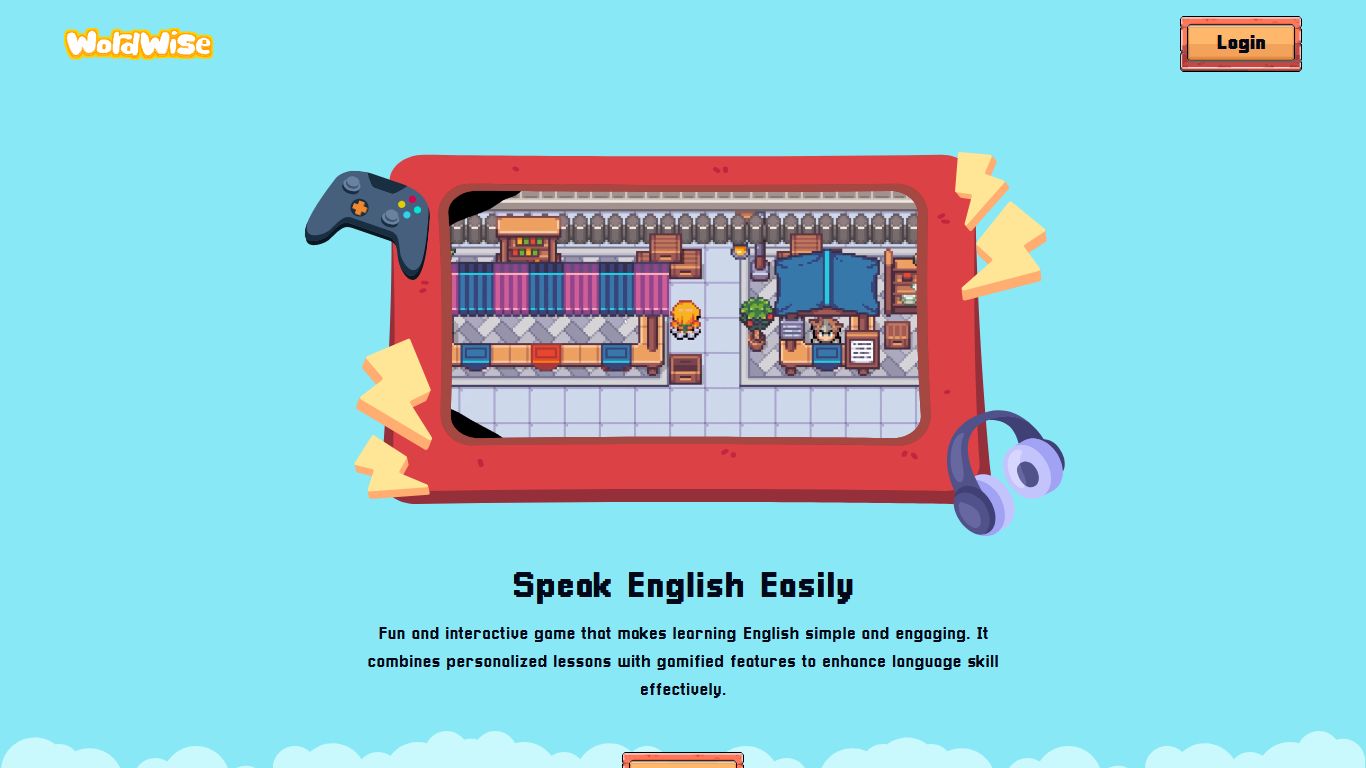 WordWise
Login
Speak English Easily
Fun and interactive game that makes learning English simple and engaging. It
combines personalized lessons with gamified features to enhance language skill
effectively.